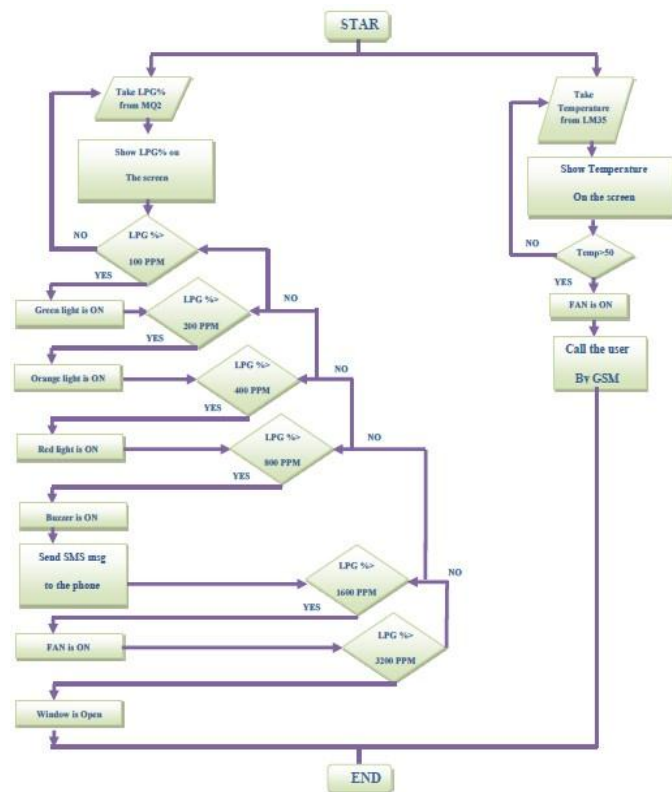 STAR
Take LPG%
from MQ2
Show LPG% on
The screen
NO
LPG %>
100 PPM
YES
Green light is ON
LPG %>
200 PPM
NO
YES
Orange light is ON
LPG %>
400 PPM
NO
YES
Red light is ON
LPG %>
800 PPM
NO
YES
Buzzer is ON
Send SMS msg
to the phone
LPG %>
1600 PPM
NO
YES
FAN is ON
LPG %>
3200 PPM
Window is Open
Take
Temperature
from LM35
Show Temperature
On the screen
NO
Temp>50
YES
FAN is ON
Call the user
By GSM
END